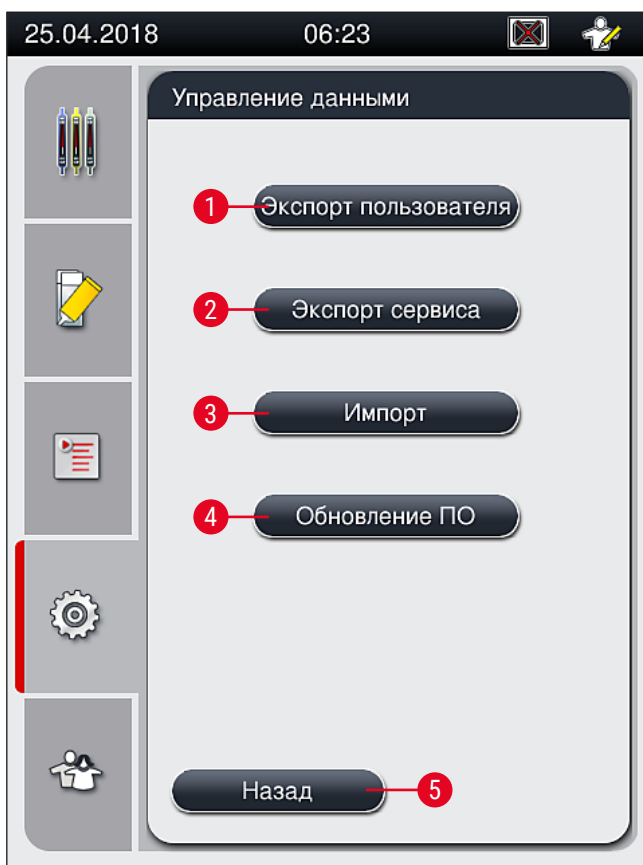 25.04.2018 06:23
Управление данными
1 Экспорт пользователя
2 Экспорт сервиса
3 Импорт
4 Обновление ПО
Назад 5